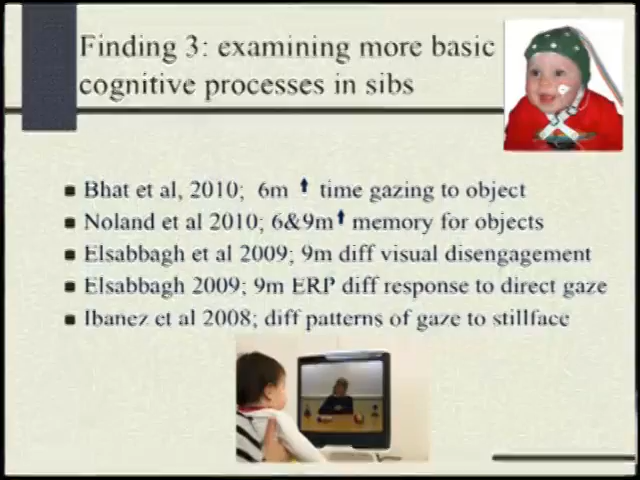 Finding 3: examining more basic
cognitive processes in sibs
Bhat et al, 2010; 6m ⬆ time gazing to object
Noland et al 2010; 6&9m⬆ memory for objects
Elsabbagh et al 2009; 9m diff visual disengagement
Elsabbagh 2009; 9m ERP diff response to direct gaze
Ibanez et al 2008; diff patterns of gaze to stillface